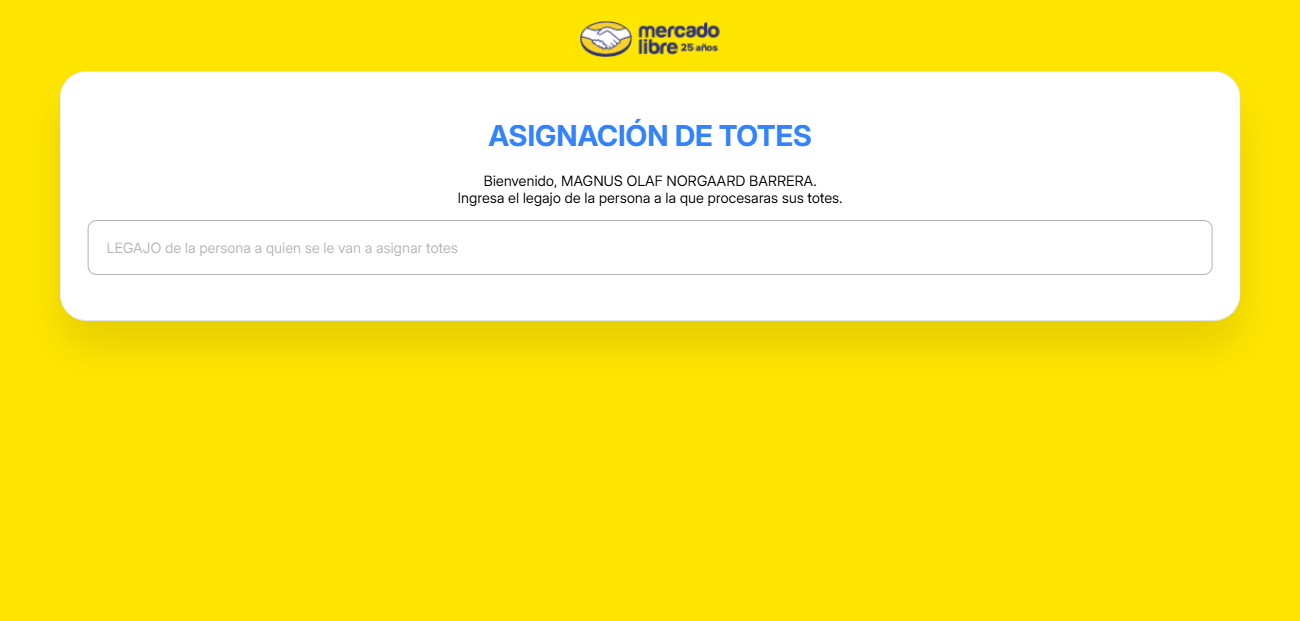 mercado
libre 25 años
ASIGNACIÓN DE TOTES
Bienvenido, MAGNUS OLAF NORGAARD BARRERA.
Ingresa el legajo de la persona a la que procesaras sus totes.
LEGAJO de la persona a quien se le van a asignar totes